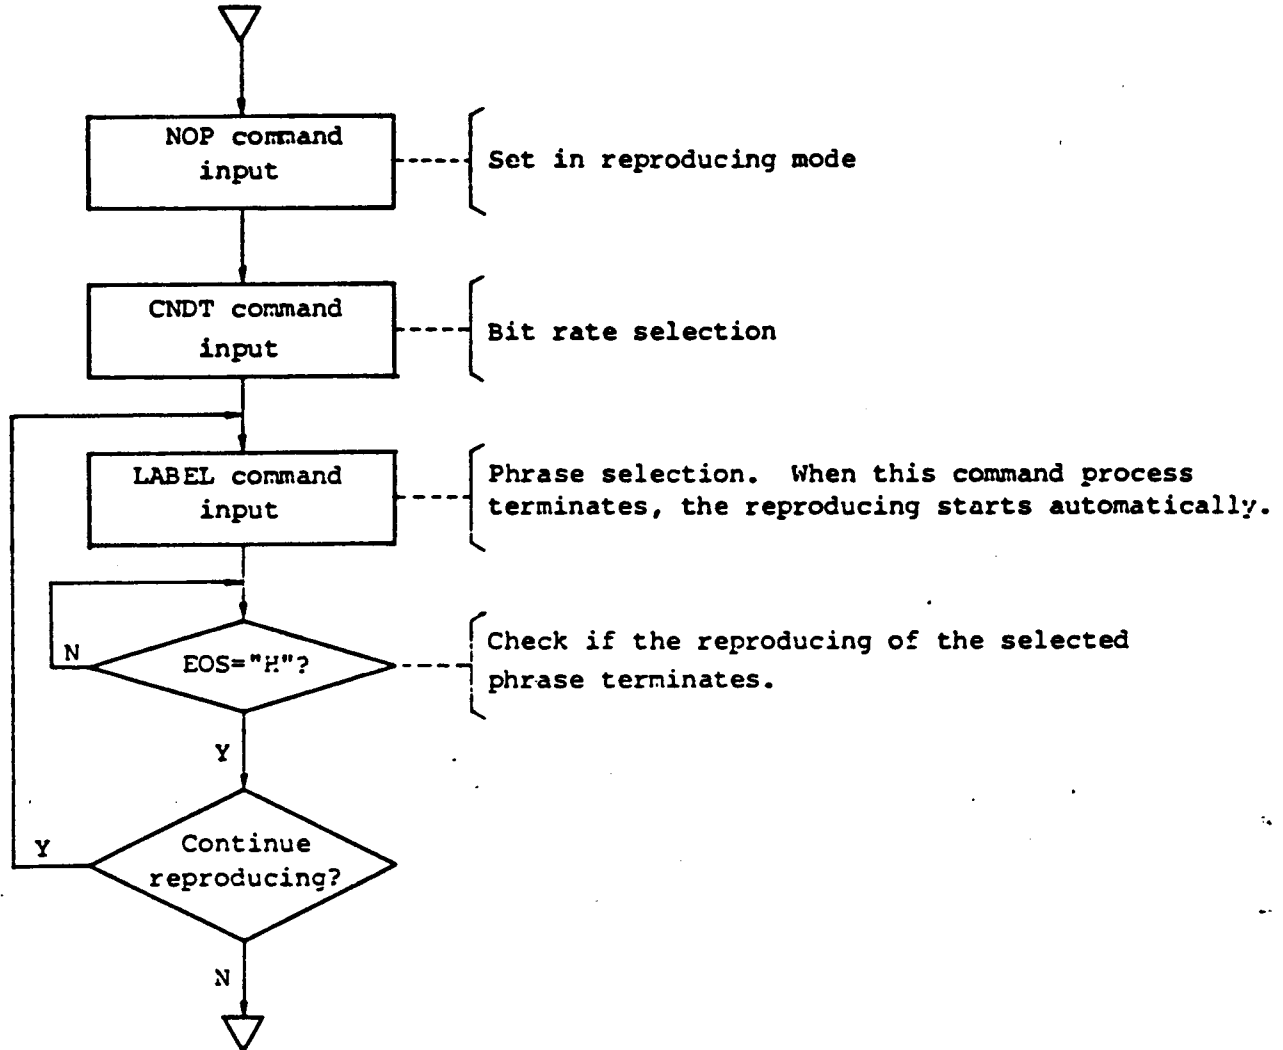 NOP command
input
Set in reproducing mode
CNDT command
input
Bit rate selection
LABEL command
input
Phrase selection. When this command process
terminates, the reproducing starts automatically.
N
EOS="H"?
Check if the reproducing of the selected
phrase terminates.
Y
Y
Continue
reproducing?
N